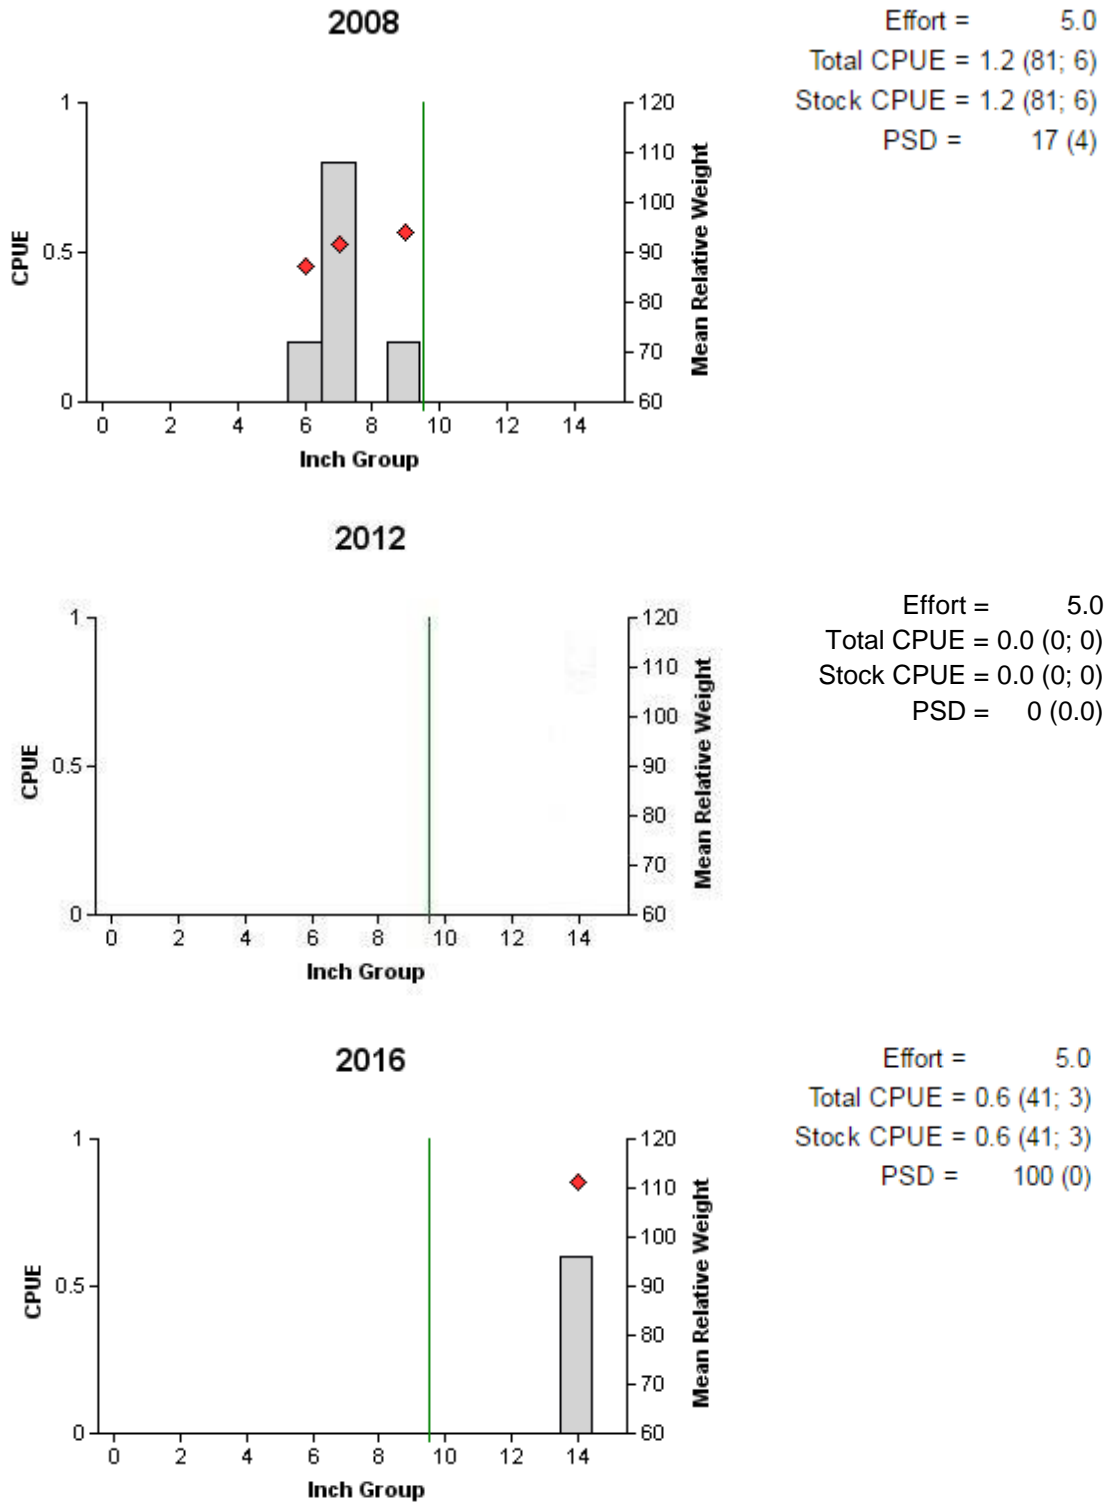 2008
Effort = 5.0
Total CPUE = 1.2 (81; 6)
Stock CPUE = 1.2 (81; 6)
PSD = 17 (4)
1
0.5
0
CPUE
120
110
100
90
80
70
60
Mean Relative Weight
0 2 4 6 8 10 12 14
Inch Group
2012
Effort = 5.0
Total CPUE = 0.0 (0; 0)
Stock CPUE = 0.0 (0; 0)
PSD = 0 (0.0)
1
0.5
0
CPUE
120
110
100
90
80
70
60
Mean Relative Weight
0 2 4 6 8 10 12 14
Inch Group
2016
Effort = 5.0
Total CPUE = 0.6 (41; 3)
Stock CPUE = 0.6 (41; 3)
PSD = 100 (0)
1
0.5
0
CPUE
120
110
100
90
80
70
60
Mean Relative Weight
0 2 4 6 8 10 12 14
Inch Group